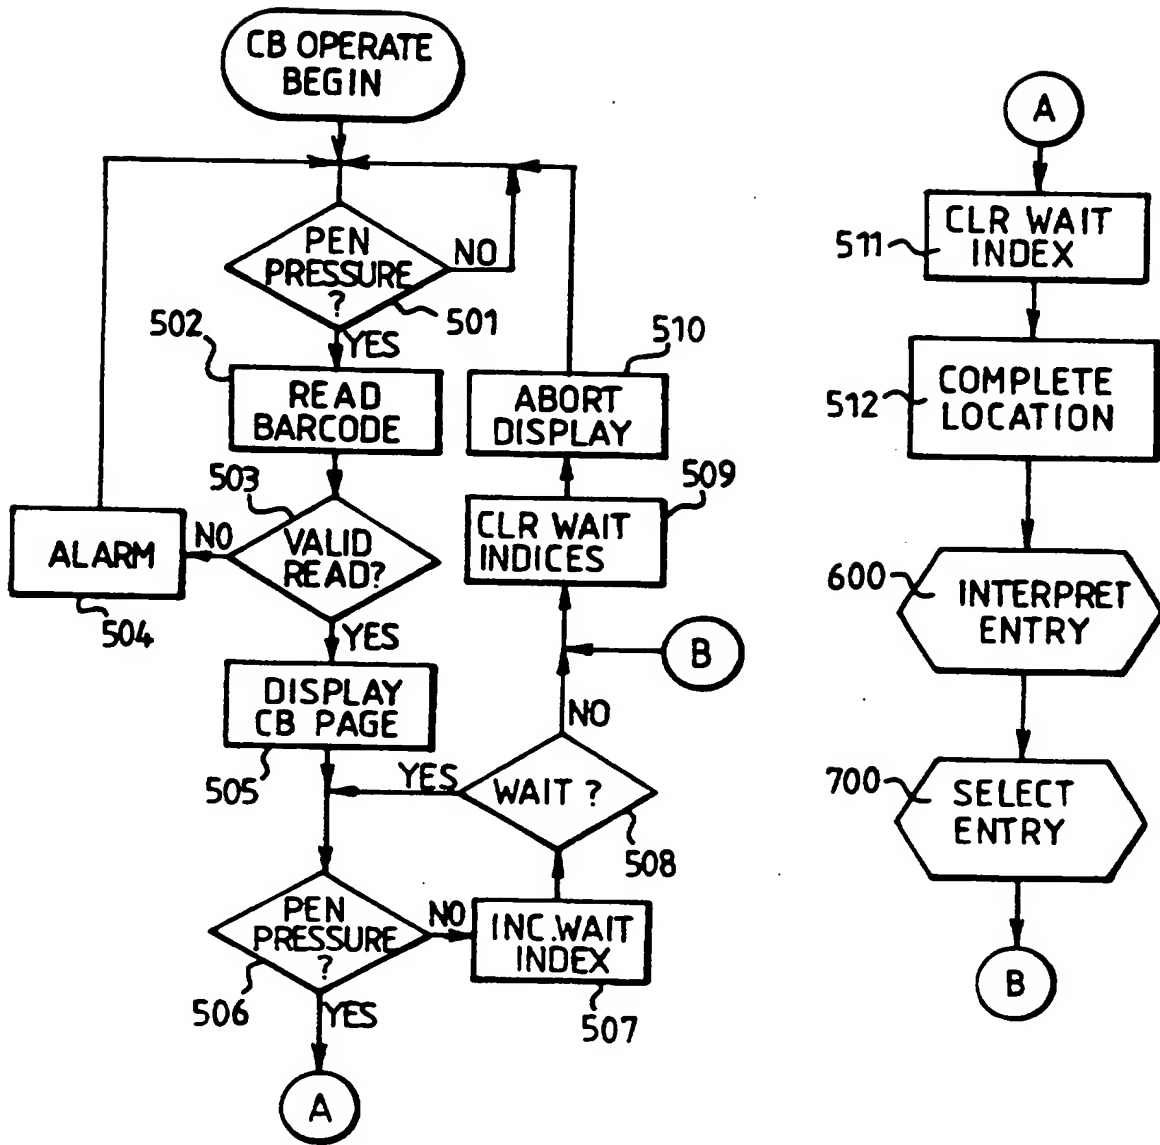 CB OPERATE
BEGIN
PEN
PRESSURE
?
NO
501
YES
502
READ
BARCODE
503
VALID
READ?
NO
ALARM
504
YES
DISPLAY
CB PAGE
505
PEN
PRESSURE
?
506
NO
YES
A
INC.WAIT
INDEX
507
WAIT ?
508
YES
NO
B
CLR WAIT
INDICES
509
ABORT
DISPLAY
510
A
CLR WAIT
INDEX
511
COMPLETE
LOCATION
512
INTERPRET
ENTRY
600
SELECT
ENTRY
700
B